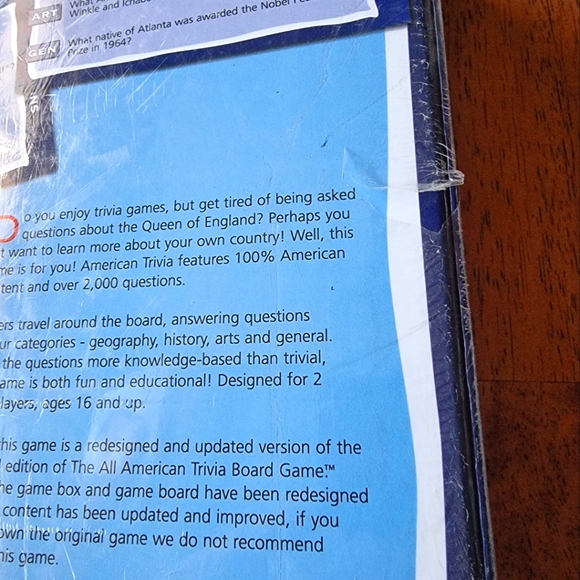 ART What
Winkle and
GEN What native of Atlanta was awarded the Nobel
Prize in 1964?
NS
Do you enjoy trivia games, but get tired of being asked
questions about the Queen of England? Perhaps you
t want to learn more about your own country! Well, this
me is for you! American Trivia features 100% American
tent and over 2,000 questions.
ers travel around the board, answering questions
ur categories - geography, history, arts and general.
the questions more knowledge-based than trivial,
ame is both fun and educational! Designed for 2
layers, ages 16 and up.
his game is a redesigned and updated version of the
edition of The All American Trivia Board Game.™
he game box and game board have been redesigned
content has been updated and improved, if you
own the original game we do not recommend
his game.